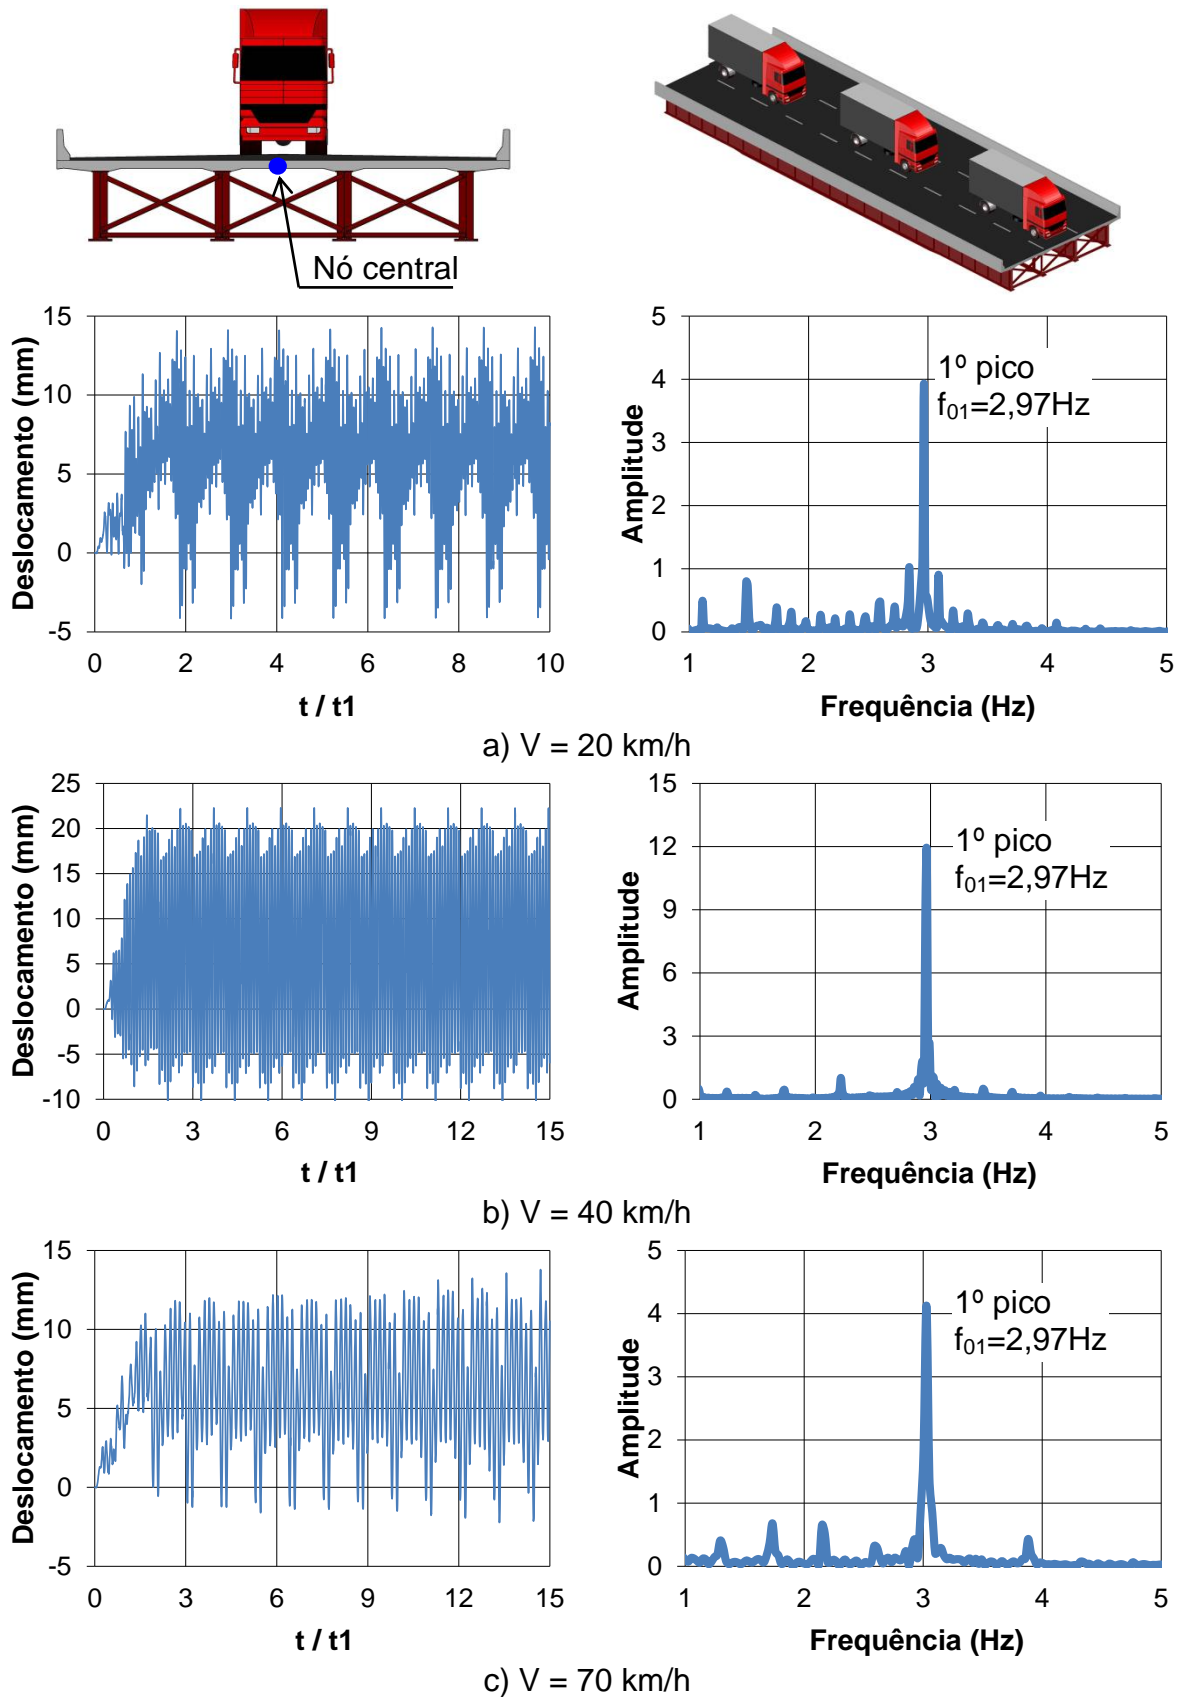 Nó central
Deslocamento (mm)
15
10
5
0
-5
0 2 4 6 8 10
t / t1
Amplitude
5
4
3
2
1
0
1º pico
f₀₁=2,97Hz
1 2 3 4 5
Frequência (Hz)
a) V = 20 km/h
Deslocamento (mm)
25
20
15
10
5
0
-5
-10
0 3 6 9 12 15
t / t1
Amplitude
15
12
9
6
3
0
1º pico
f₀₁=2,97Hz
1 2 3 4 5
Frequência (Hz)
b) V = 40 km/h
Deslocamento (mm)
15
10
5
0
-5
0 3 6 9 12 15
t / t1
Amplitude
5
4
3
2
1
0
1º pico
f₀₁=2,97Hz
1 2 3 4 5
Frequência (Hz)
c) V = 70 km/h